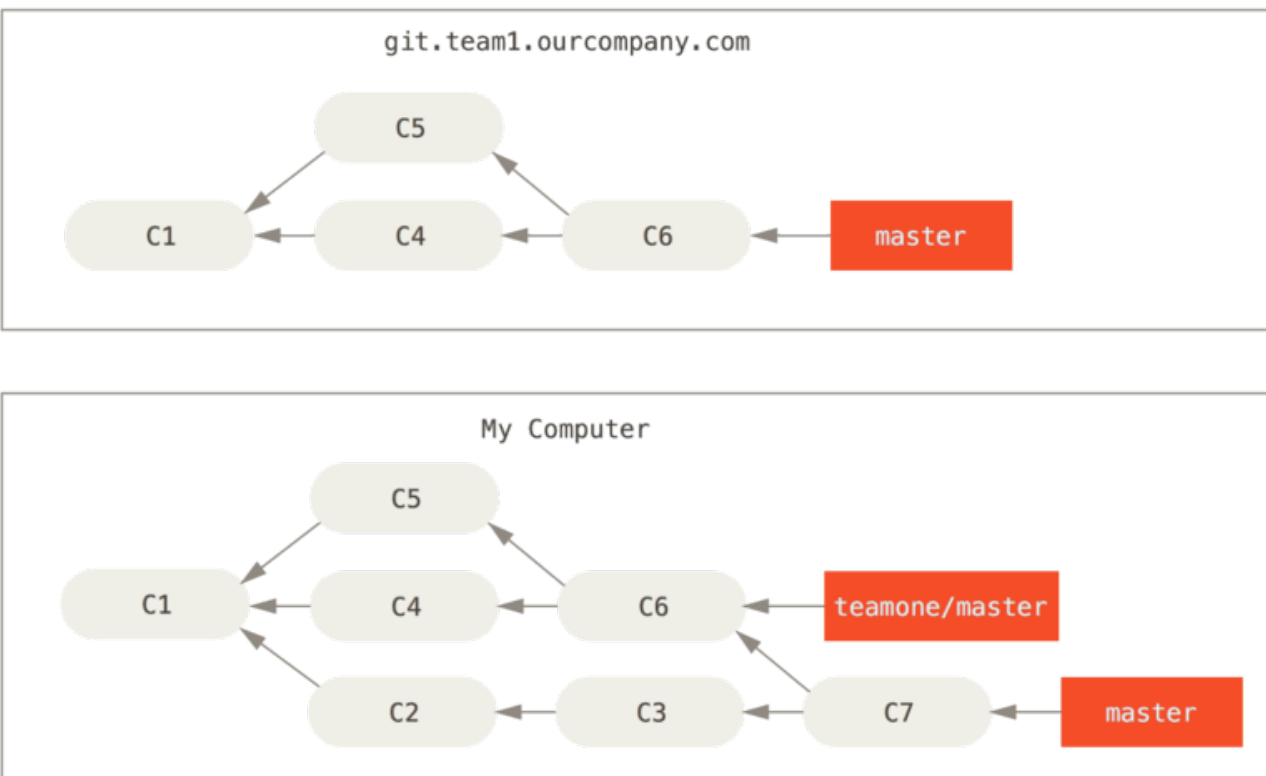 git.team1.ourcompany.com
C5
C1
C4
C6
master
My Computer
C5
C1
C4
C6
teamone/master
C2
C3
C7
master